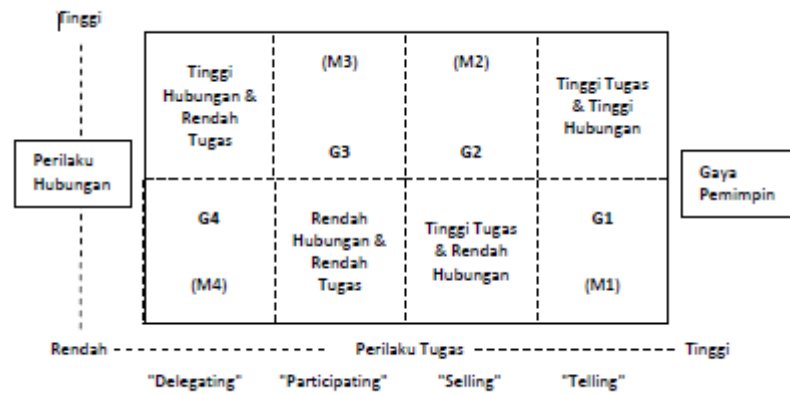 Tinggi
Tinggi
Hubungan &
Rendah
Tugas
(M3)
G3
(M2)
G2
Tinggi Tugas
& Tinggi
Hubungan
Perilaku
Hubungan
Gaya
Pemimpin
G4
(M4)
Rendah
Hubungan &
Rendah
Tugas
Tinggi Tugas
& Rendah
Hubungan
G1
(M1)
Rendah
Perilaku Tugas
Tinggi
"Delegating"
"Participating"
"Selling"
"Telling"